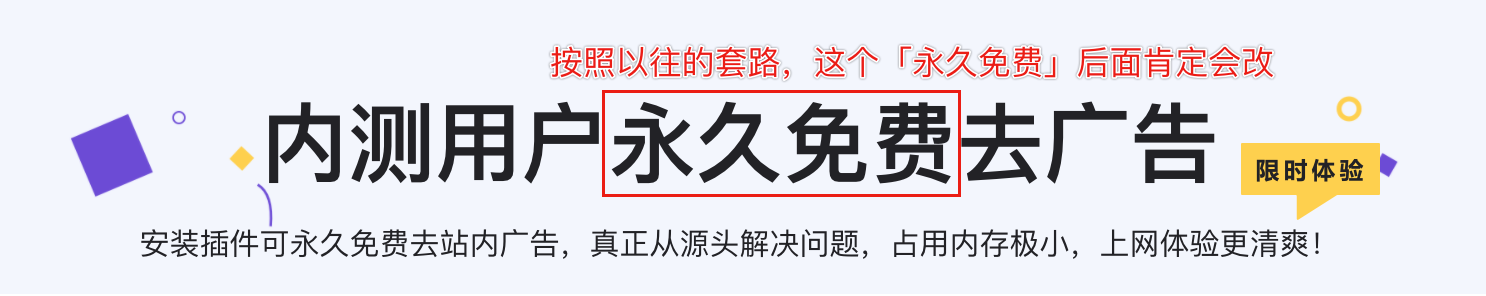 按照以往的套路，这个「永久免费」后面肯定会改
内测用户永久免费去广告
限时体验
安装插件可永久免费去站内广告，真正从源头解决问题，占用内存极小，上网体验更清爽！